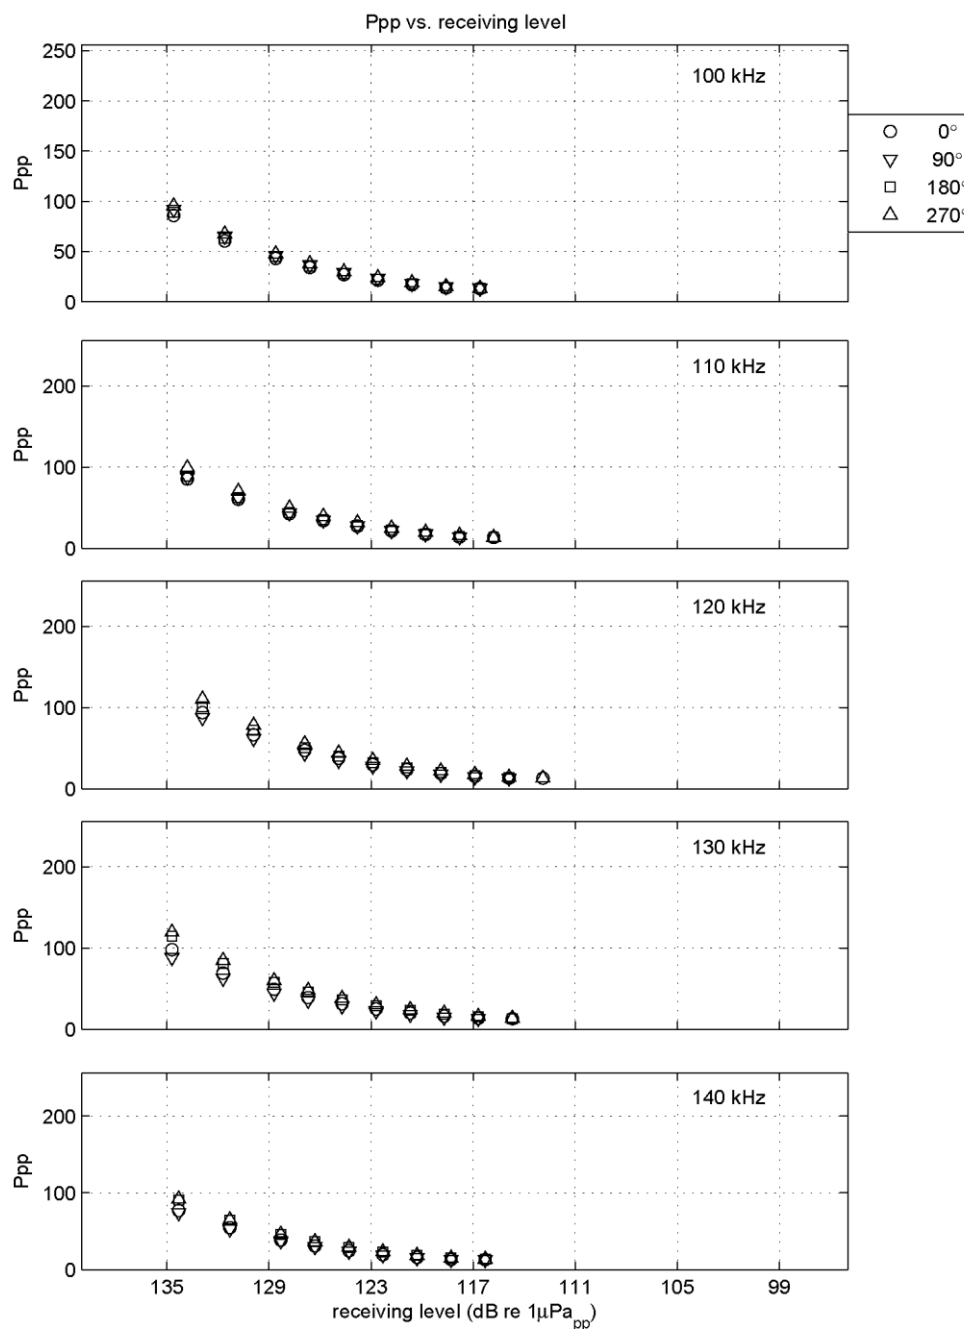 Ppp vs. receiving level
250
200
150
100
50
0
Ppp
100 kHz
0°
90°
180°
270°
200
100
0
Ppp
110 kHz
200
100
0
Ppp
120 kHz
200
100
0
Ppp
130 kHz
200
100
0
Ppp
140 kHz
135 129 123 117 111 105 99
receiving level (dB re 1μPapp)